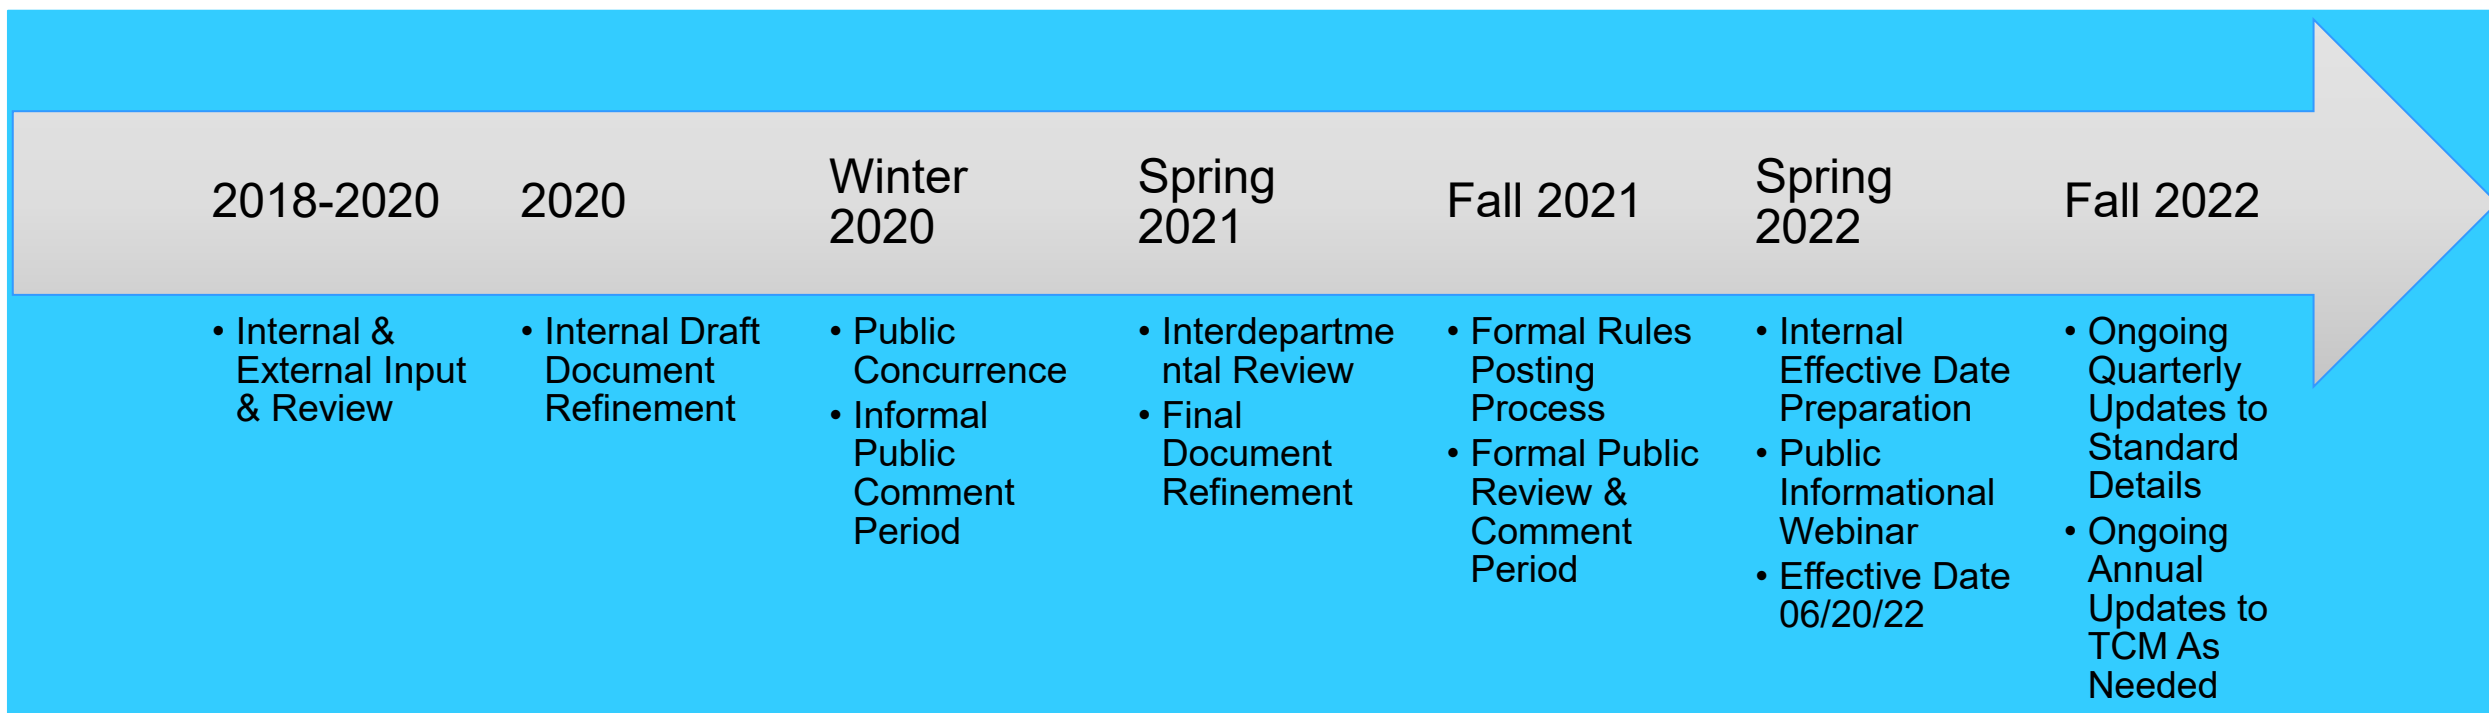 2018-2020
• Internal &
External Input
& Review
2020
• Internal Draft
Document
Refinement
Winter
2020
• Public
Concurrence
• Informal
Public
Comment
Period
Spring
2021
• Interdepartme
ntal Review
• Final
Document
Refinement
Fall 2021
• Formal Rules
Posting
Process
• Formal Public
Review &
Comment
Period
Spring
2022
• Internal
Effective Date
Preparation
• Public
Informational
Webinar
• Effective Date
06/20/22
Fall 2022
• Ongoing
Quarterly
Updates to
Standard
Details
• Ongoing
Annual
Updates to
TCM As
Needed